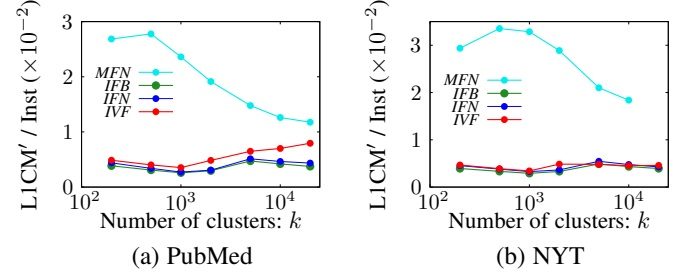 L1CM′ / Inst (×10⁻²)
3
2
1
0
MFN
IFB
IFN
IVF
10² 10³ 10⁴
Number of clusters: k
(a) PubMed
L1CM′ / Inst (×10⁻²)
3
2
1
0
MFN
IFB
IFN
IVF
10² 10³ 10⁴
Number of clusters: k
(b) NYT